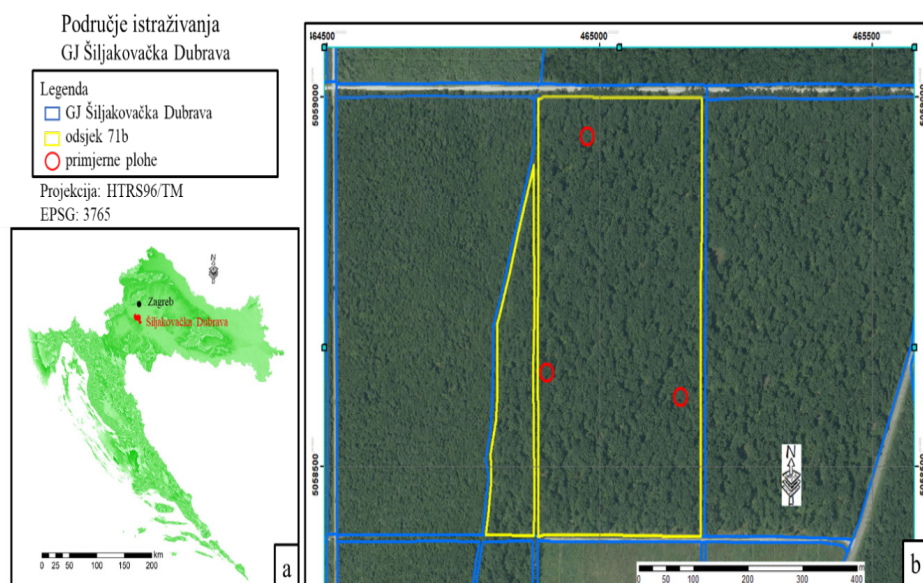 Područje istraživanja
GJ Šiljakovačka Dubrava
Legenda
GJ Šiljakovačka Dubrava
odsjek 71b
primjerne plohe
Projekcija: HTRS96/TM
EPSG: 3765
N
Zagreb
Šiljakovačka Dubrava
km
0 25 50 100 150 200
a
464500 465000 465500
5059000 5059000
5058500 5058500
N
m
0 50 100 200 300 400
b